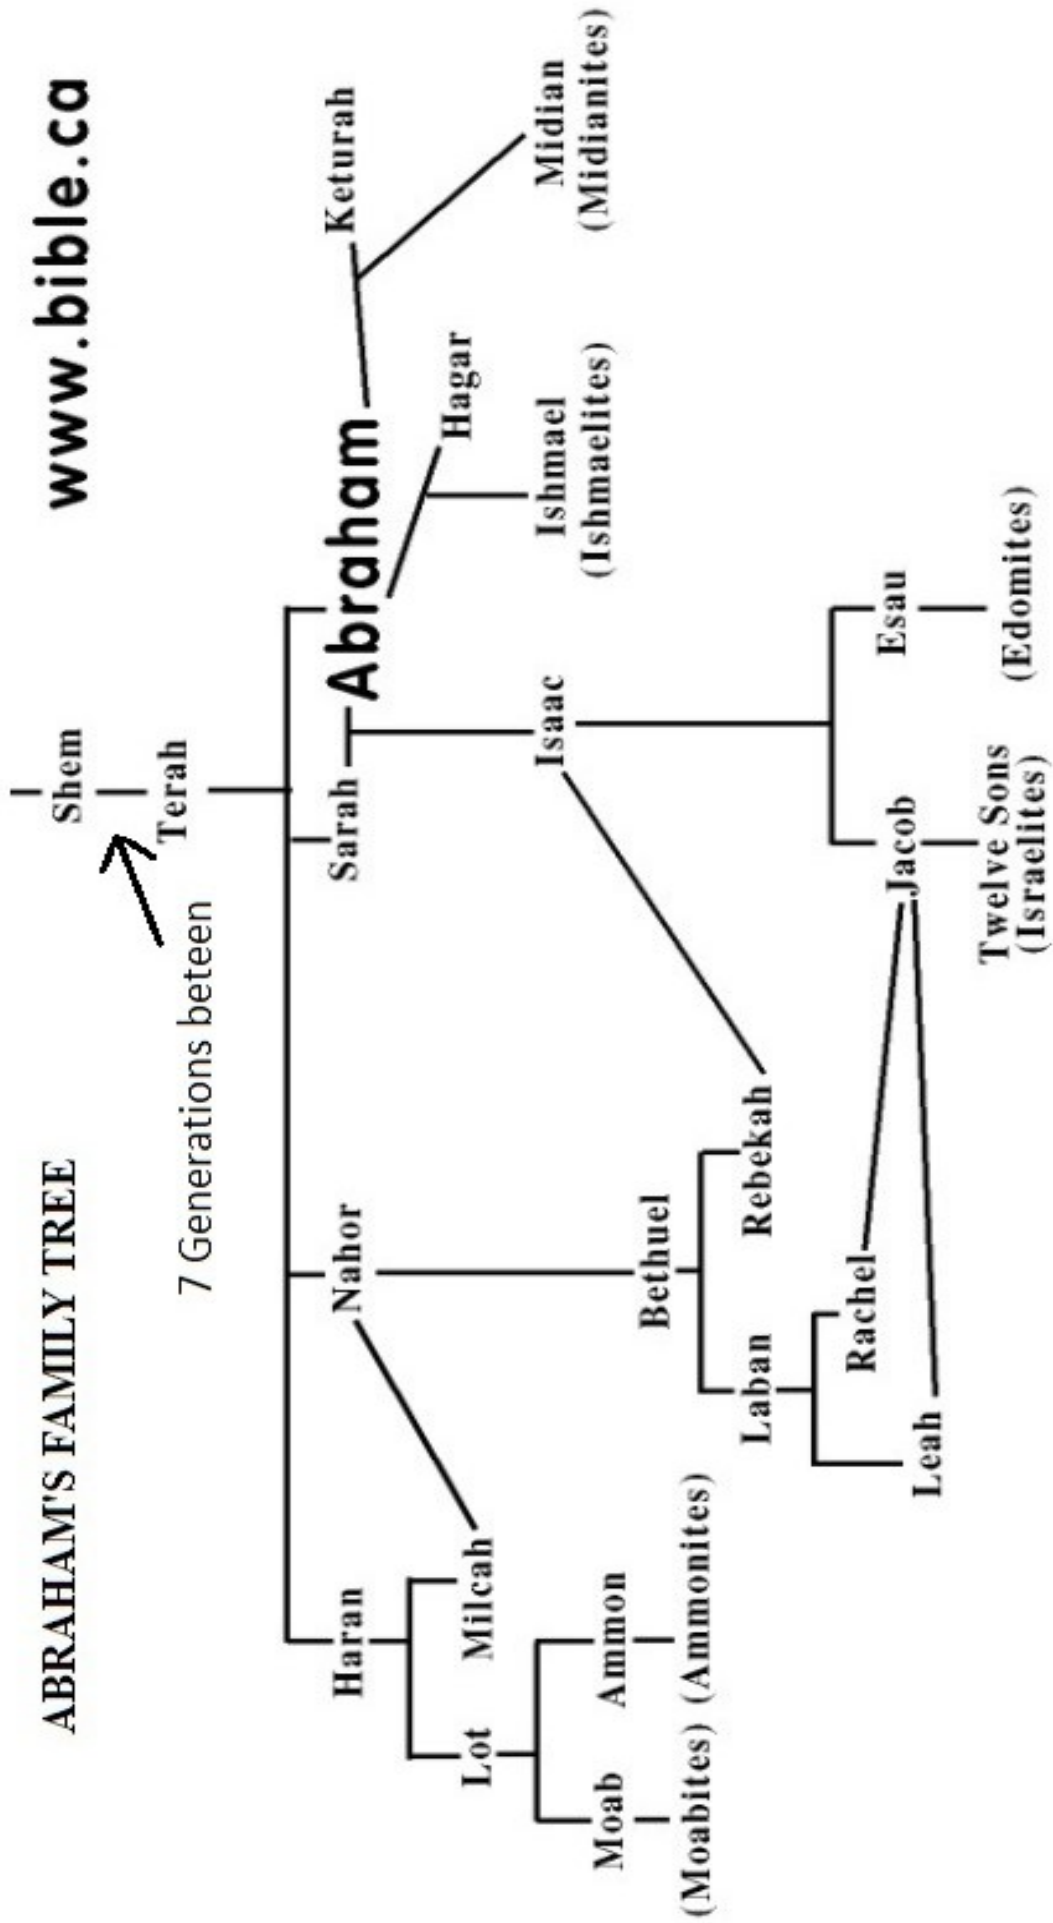 ABRAHAM'S FAMILY TREE
www.bible.ca
Shem
7 Generations beteen
Terah
Haran
Nahor
Sarah
Abraham
Keturah
Lot
Milcah
Hagar
Moab
Ammon
Isaac
Ishmael
(Ishmaelites)
Midian
(Midianites)
(Moabites)
(Ammonites)
Bethuel
Laban
Rebekah
Rachel
Leah
Jacob
Esau
Twelve Sons
(Israelites)
(Edomites)